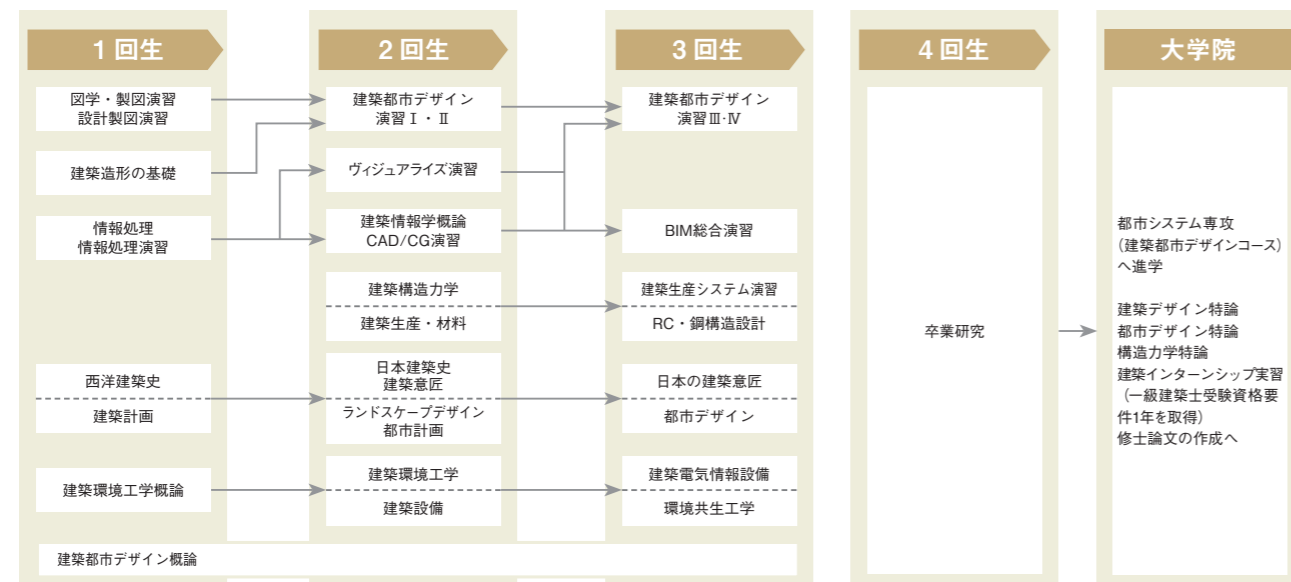 1回生
2回生
3回生
4回生
大学院
図学・製図演習
設計製図演習
建築造形の基礎
情報処理
情報処理演習
西洋建築史
建築計画
建築環境工学概論
建築都市デザイン概論
建築都市デザイン
演習Ⅰ・Ⅱ
ヴィジュアライズ演習
建築情報学概論
CAD/CG演習
建築構造力学
建築生産・材料
日本建築史
建築意匠
ランドスケープデザイン
都市計画
建築環境工学
建築設備
建築都市デザイン
演習Ⅲ・Ⅳ
BIM総合演習
建築生産システム演習
RC・鋼構造設計
日本の建築意匠
都市デザイン
建築電気情報設備
環境共生工学
卒業研究
都市システム専攻
(建築都市デザインコース)
へ進学
建築デザイン特論
都市デザイン特論
構造力学特論
建築インターンシップ実習
(一級建築士受験資格要
件1年を取得)
修士論文の作成へ